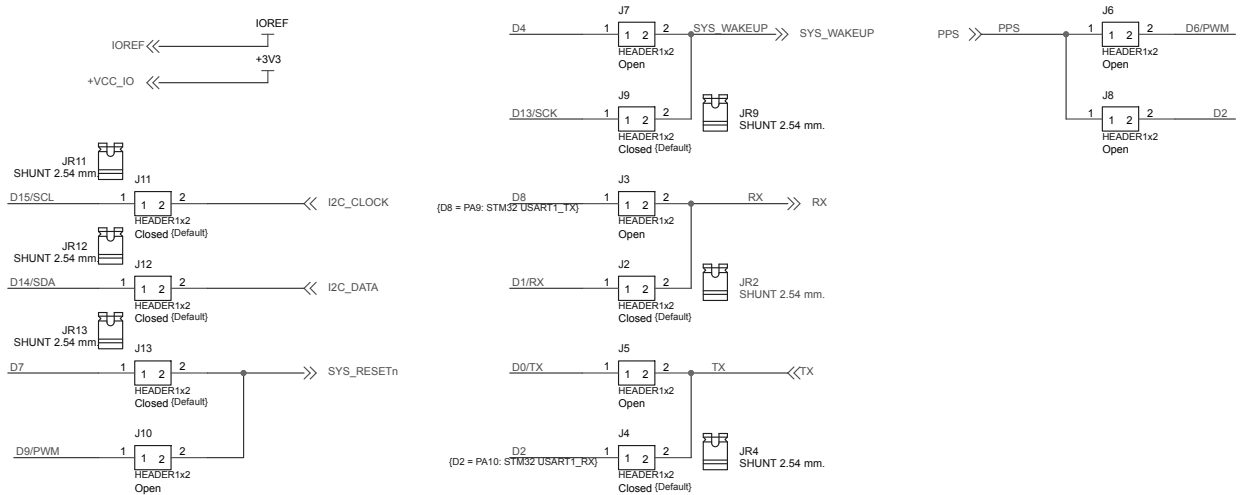 IOREF
IOREF
+3V3
+VCC_IO
JR11
SHUNT 2.54 mm.
J11
D15/SCL 1 1 2 2 I2C_CLOCK
HEADER1x2
Closed {Default}
JR12
SHUNT 2.54 mm.
J12
D14/SDA 1 1 2 2 I2C_DATA
HEADER1x2
Closed {Default}
JR13
SHUNT 2.54 mm.
J13
D7 1 1 2 2 SYS_RESETn
HEADER1x2
Closed {Default}
J10
D9/PWM 1 1 2 2
HEADER1x2
Open
J7
D4 1 1 2 2 SYS_WAKEUP SYS_WAKEUP
HEADER1x2
Open
J9
D13/SCK 1 1 2 2
HEADER1x2
Closed {Default}
JR9
SHUNT 2.54 mm.
J3
D8 1 1 2 2 RX RX
{D8 = PA9: STM32 USART1_TX}
HEADER1x2
Open
J2
D1/RX 1 1 2 2
HEADER1x2
Closed {Default}
JR2
SHUNT 2.54 mm.
J5
D0/TX 1 1 2 2 TX TX
HEADER1x2
Open
J4
D2 1 1 2 2
{D2 = PA10: STM32 USART1_RX}
HEADER1x2
Closed {Default}
JR4
SHUNT 2.54 mm.
J6
PPS PPS 1 1 2 2 D6/PWM
HEADER1x2
Open
J8
1 1 2 2 D2
HEADER1x2
Open